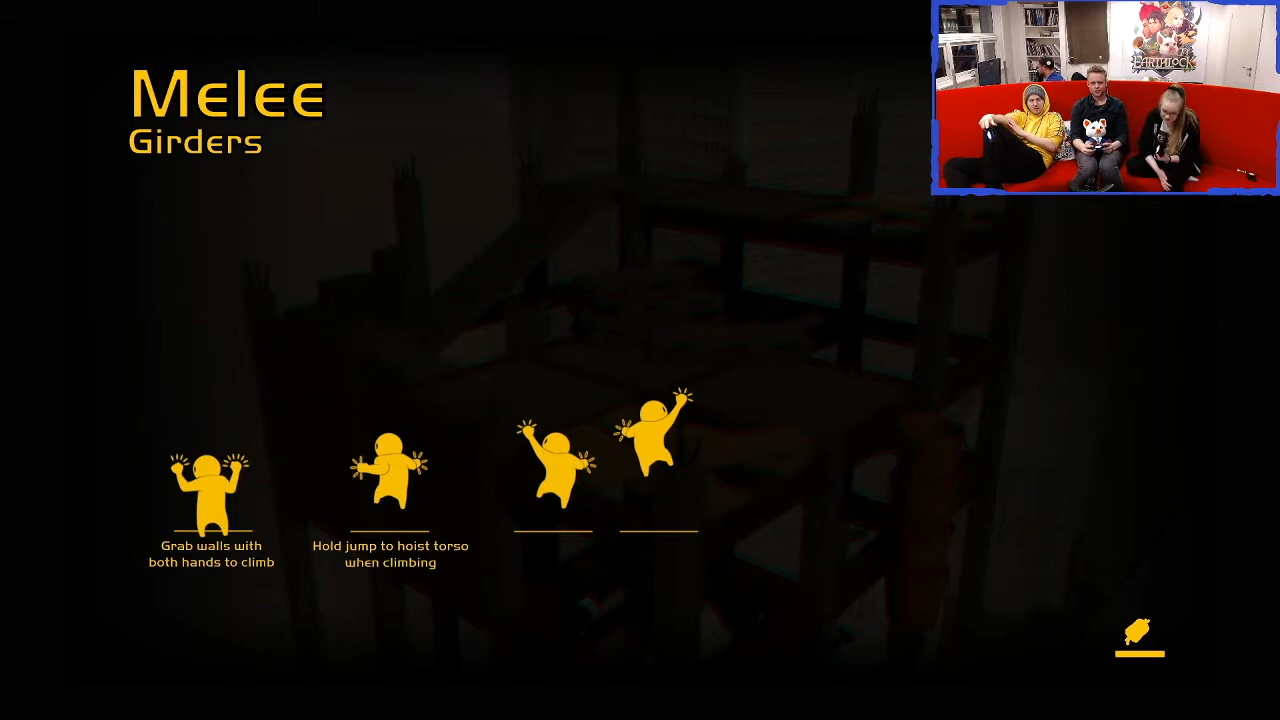 Melee
Girders
EARTHLOCK
Grab walls with
both hands to climb
Hold jump to hoist torso
when climbing